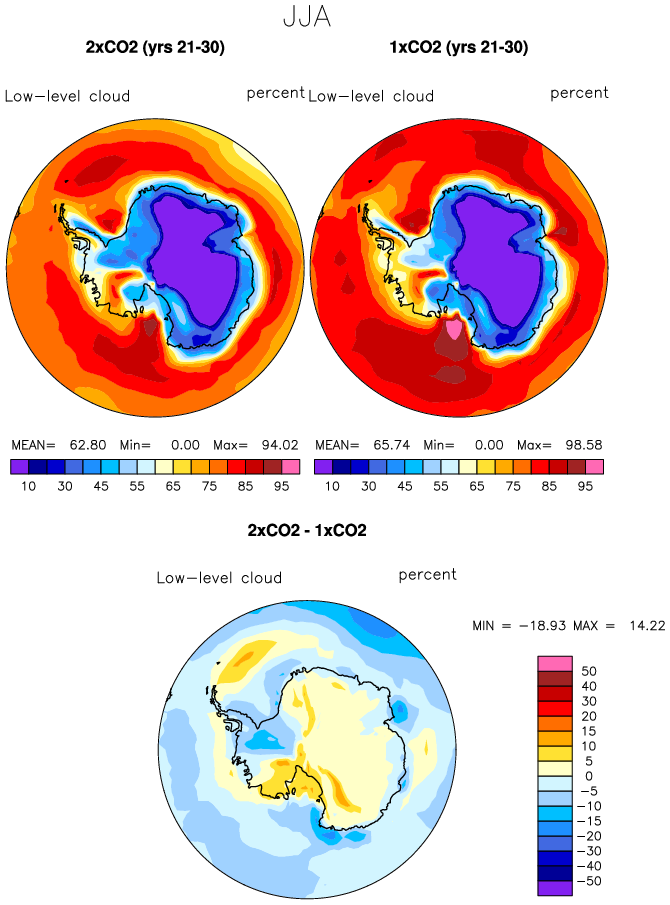 JJA
2xCO2 (yrs 21-30) 1xCO2 (yrs 21-30)
Low-level cloud percent Low-level cloud percent
MEAN= 62.80 Min= 0.00 Max= 94.02 MEAN= 65.74 Min= 0.00 Max= 98.58
10 30 45 55 65 75 85 95 10 30 45 55 65 75 85 95
2xCO2 - 1xCO2
Low-level cloud percent
MIN = -18.93 MAX = 14.22
50
40
30
20
15
10
5
0
-5
-10
-15
-20
-30
-40
-50